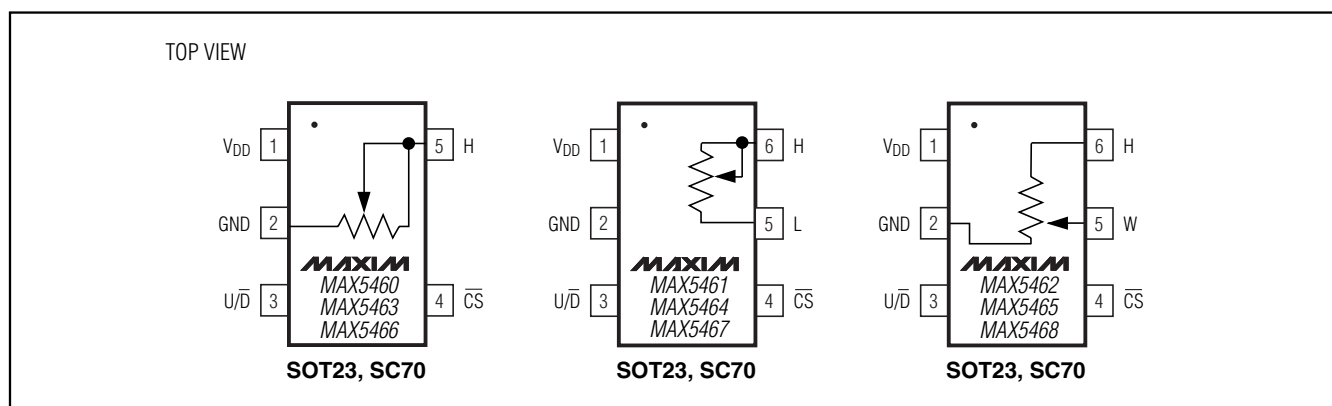 TOP VIEW
V_DD 1 5 H
GND 2
U/D̅ 3 4 C̅S̅
MAXIM
MAX5460
MAX5463
MAX5466
SOT23, SC70
V_DD 1 6 H
GND 2 5 L
U/D̅ 3 4 C̅S̅
MAXIM
MAX5461
MAX5464
MAX5467
SOT23, SC70
V_DD 1 6 H
GND 2 5 W
U/D̅ 3 4 C̅S̅
MAXIM
MAX5462
MAX5465
MAX5468
SOT23, SC70